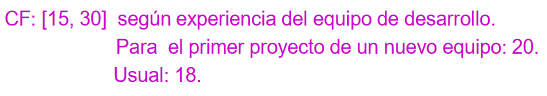 CF: [15, 30]  según experiencia del equipo de desarrollo.
Para  el primer proyecto de un nuevo equipo: 20.
Usual: 18.